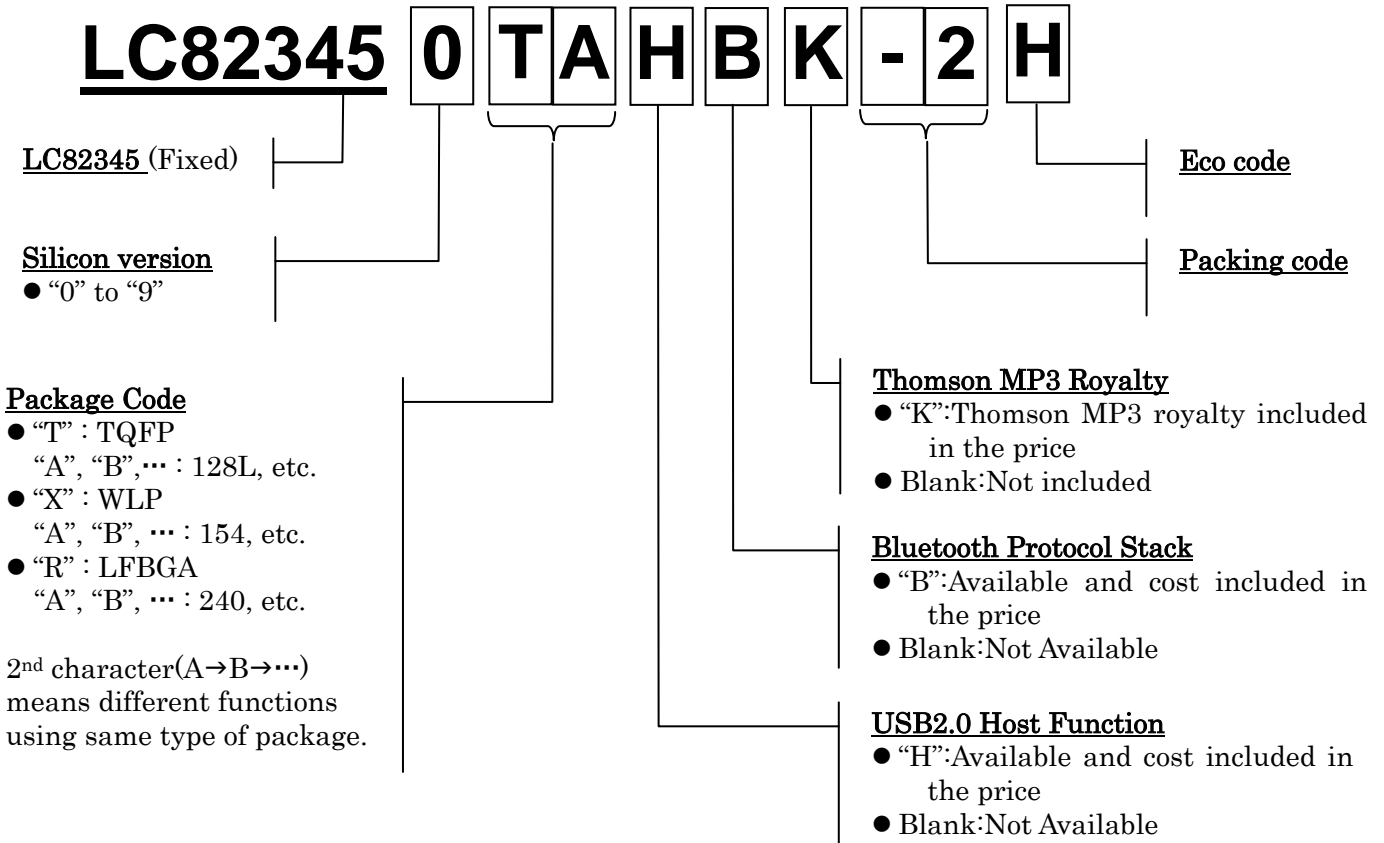 LC823450TAHBK-2H
LC82345 (Fixed)
Eco code
Silicon version
● “0” to “9”
Packing code
Package Code
● “T” : TQFP
“A”, “B”,··· : 128L, etc.
● “X” : WLP
“A”, “B”, ··· : 154, etc.
● “R” : LFBGA
“A”, “B”, ··· : 240, etc.
2nd character(A→B→···)
means different functions
using same type of package.
Thomson MP3 Royalty
● “K”:Thomson MP3 royalty included
in the price
● Blank:Not included
Bluetooth Protocol Stack
● “B”:Available and cost included in
the price
● Blank:Not Available
USB2.0 Host Function
● “H”:Available and cost included in
the price
● Blank:Not Available